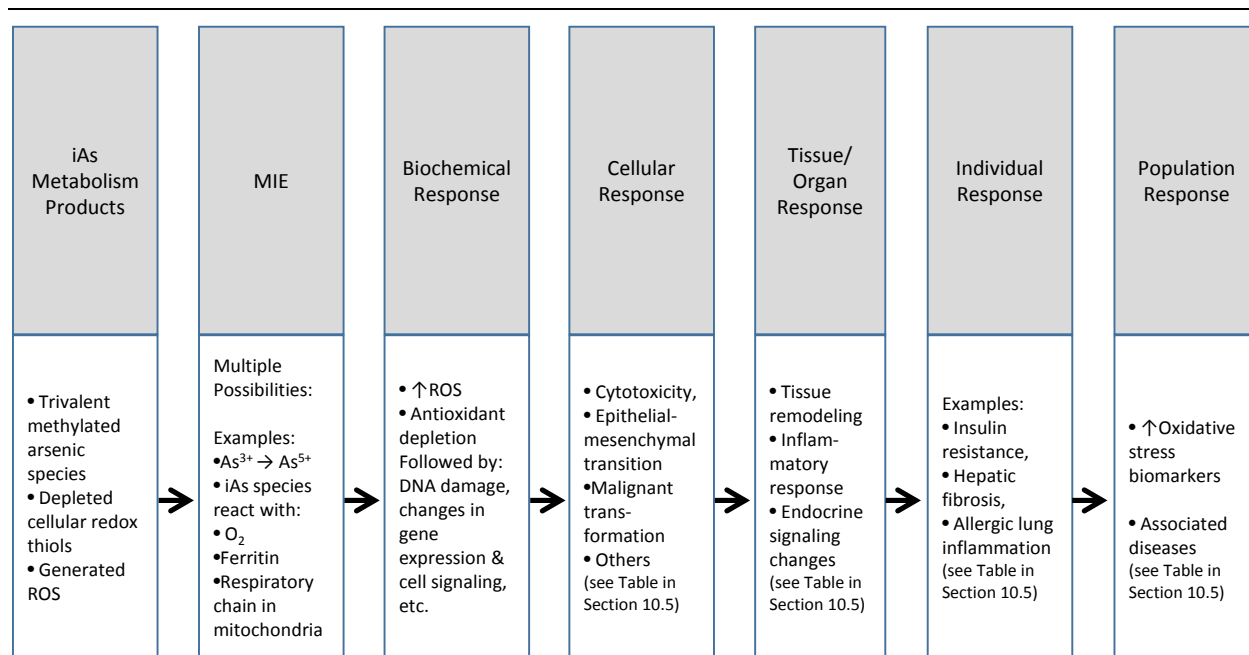 iAs
Metabolism
Products
• Trivalent
methylated
arsenic
species
• Depleted
cellular redox
thiols
• Generated
ROS
MIE
Multiple
Possibilities:
Examples:
•As³⁺ → As⁵⁺
• iAs species
react with:
• O₂
•Ferritin
•Respiratory
chain in
mitochondria
Biochemical
Response
• ↑ROS
• Antioxidant
depletion
Followed by:
DNA damage,
changes in
gene
expression &
cell signaling,
etc.
Cellular
Response
• Cytotoxicity,
• Epithelial-
mesenchymal
transition
•Malignant
trans-
formation
• Others
(see Table in
Section 10.5)
Tissue/
Organ
Response
• Tissue
remodeling
• Inflam-
matory
response
• Endocrine
signaling
changes
(see Table in
Section 10.5)
Individual
Response
Examples:
• Insulin
resistance,
• Hepatic
fibrosis,
• Allergic lung
inflammation
(see Table in
Section 10.5)
Population
Response
• ↑Oxidative
stress
biomarkers
• Associated
diseases
(see Table in
Section 10.5)